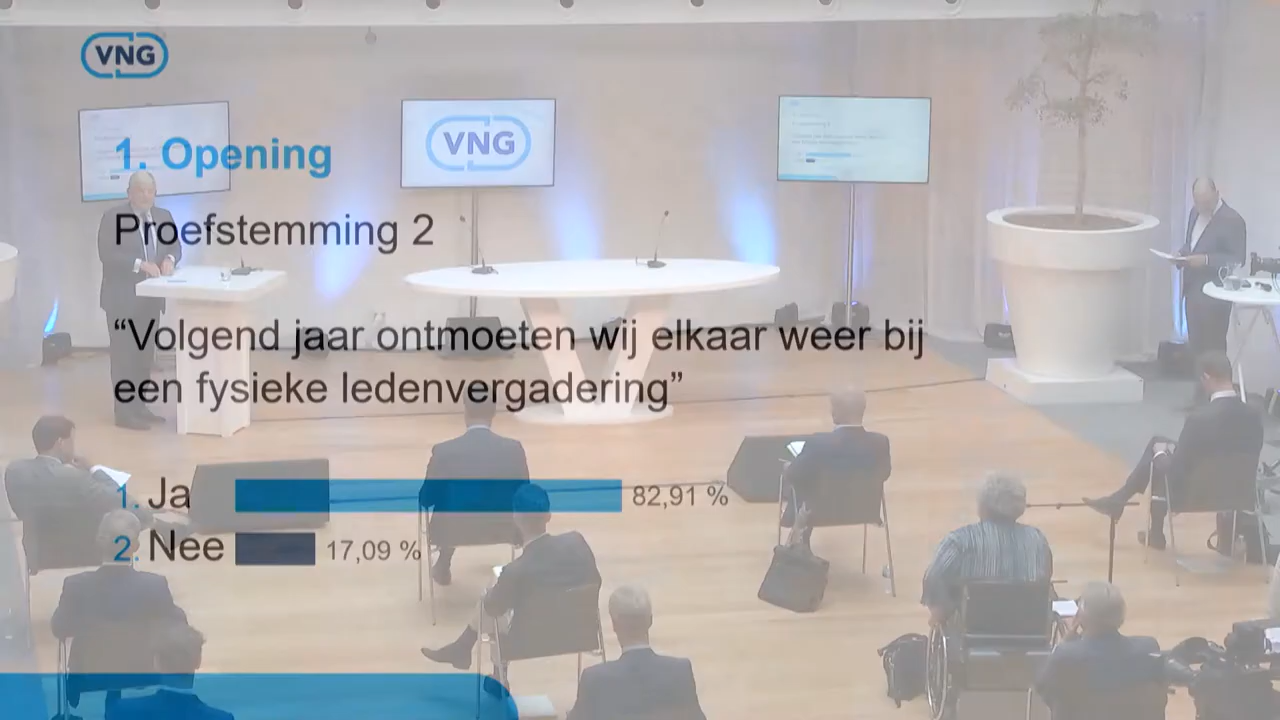 VNG
VNG
1. Opening
Proefstemming 2
“Volgend jaar ontmoeten wij elkaar weer bij
een fysieke ledenvergadering”
1. Ja 82,91 %
2. Nee 17,09 %